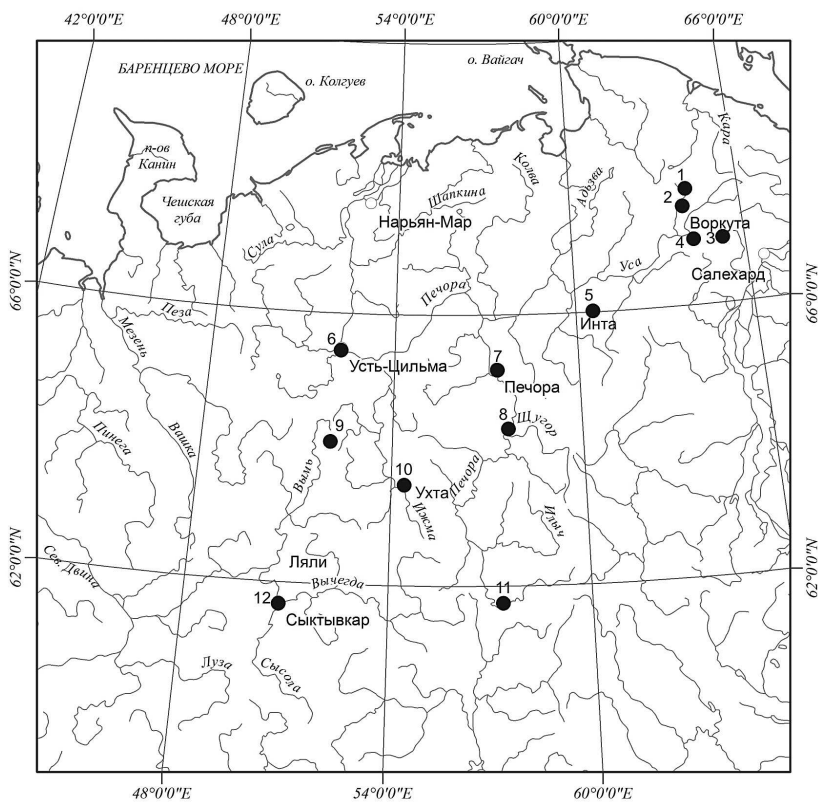 42°0'0"E
48°0'0"E
54°0'0"E
60°0'0"E
66°0'0"E
БАРЕНЦЕВО МОРЕ
о. Колгуев
о. Вайгач
п-ов
Канин
Чешская
губа
Кара
Колва
Адьзва
Шапкина
Нарьян-Мар
1
2
Воркута
4
3
Сула
Уса
Салехард
66°0'0"N
66°0'0"N
Печора
5
Инта
Пеза
Мезень
6
Усть-Цильма
7
Печора
8
Щугор
Пинега
Вашка
9
Вымь
10
Ухта
Печора
Ижма
Илыч
62°0'0"N
62°0'0"N
Сев. Двина
Ляли
Вычегда
12
11
Сыктывкар
Луза
Сысола
48°0'0"E
54°0'0"E
60°0'0"E